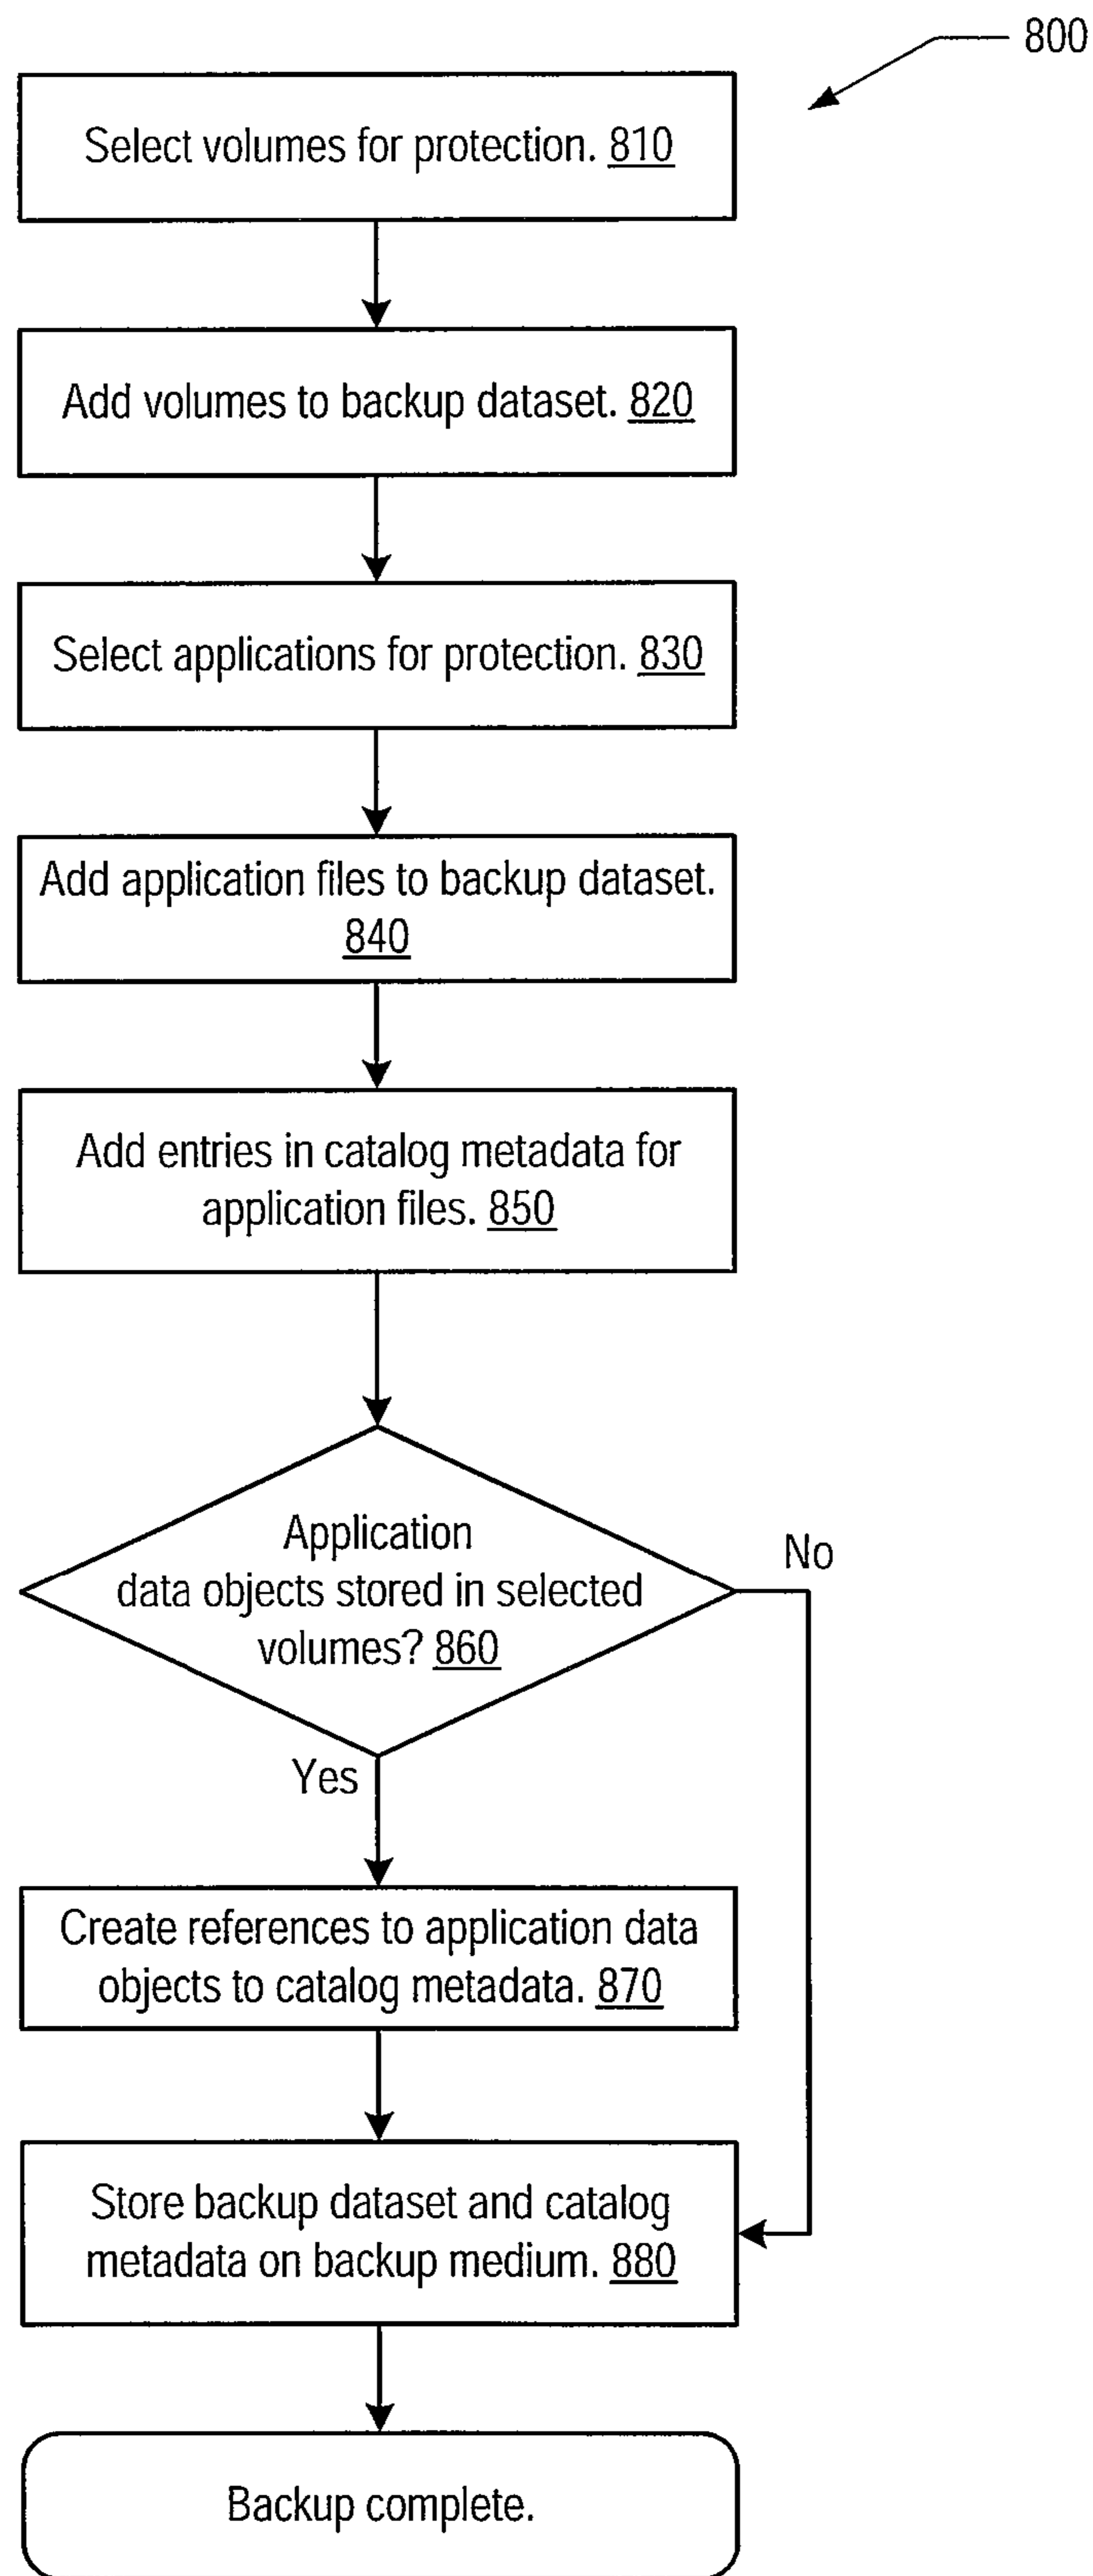 800
Select volumes for protection. 810
Add volumes to backup dataset. 820
Select applications for protection. 830
Add application files to backup dataset.
840
Add entries in catalog metadata for
application files. 850
Application
data objects stored in selected
volumes? 860
No
Yes
Create references to application data
objects to catalog metadata. 870
Store backup dataset and catalog
metadata on backup medium. 880
Backup complete.